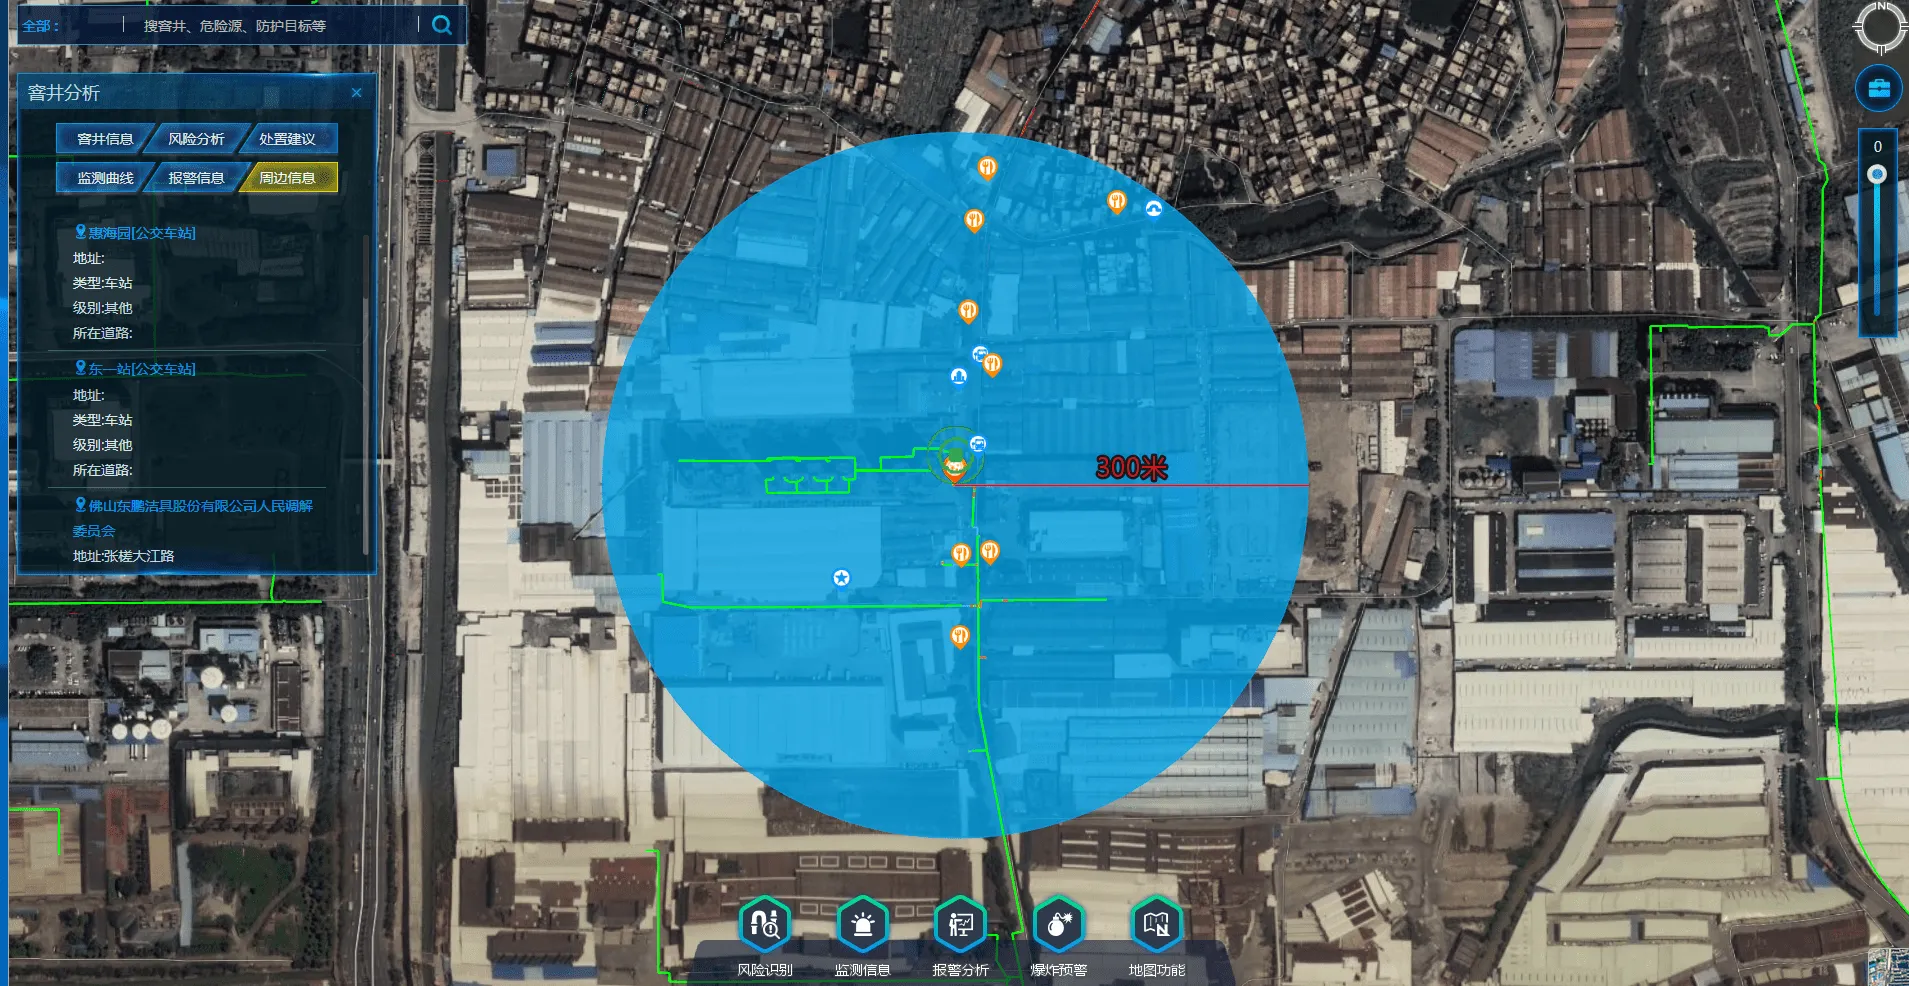 全部：
搜窨井、危险源、防护目标等
N
窨井分析
×
窨井信息 风险分析 处置建议
监测曲线 报警信息 周边信息
惠海园[公交车站]
地址:
类型:车站
级别:其他
所在道路:
东一站[公交车站]
地址:
类型:车站
级别:其他
所在道路:
佛山东鹏洁具股份有限公司人民调解
委员会
地址:张槎大江路
0
300米
风险识别 监测信息 报警分析 爆炸预警 地图功能